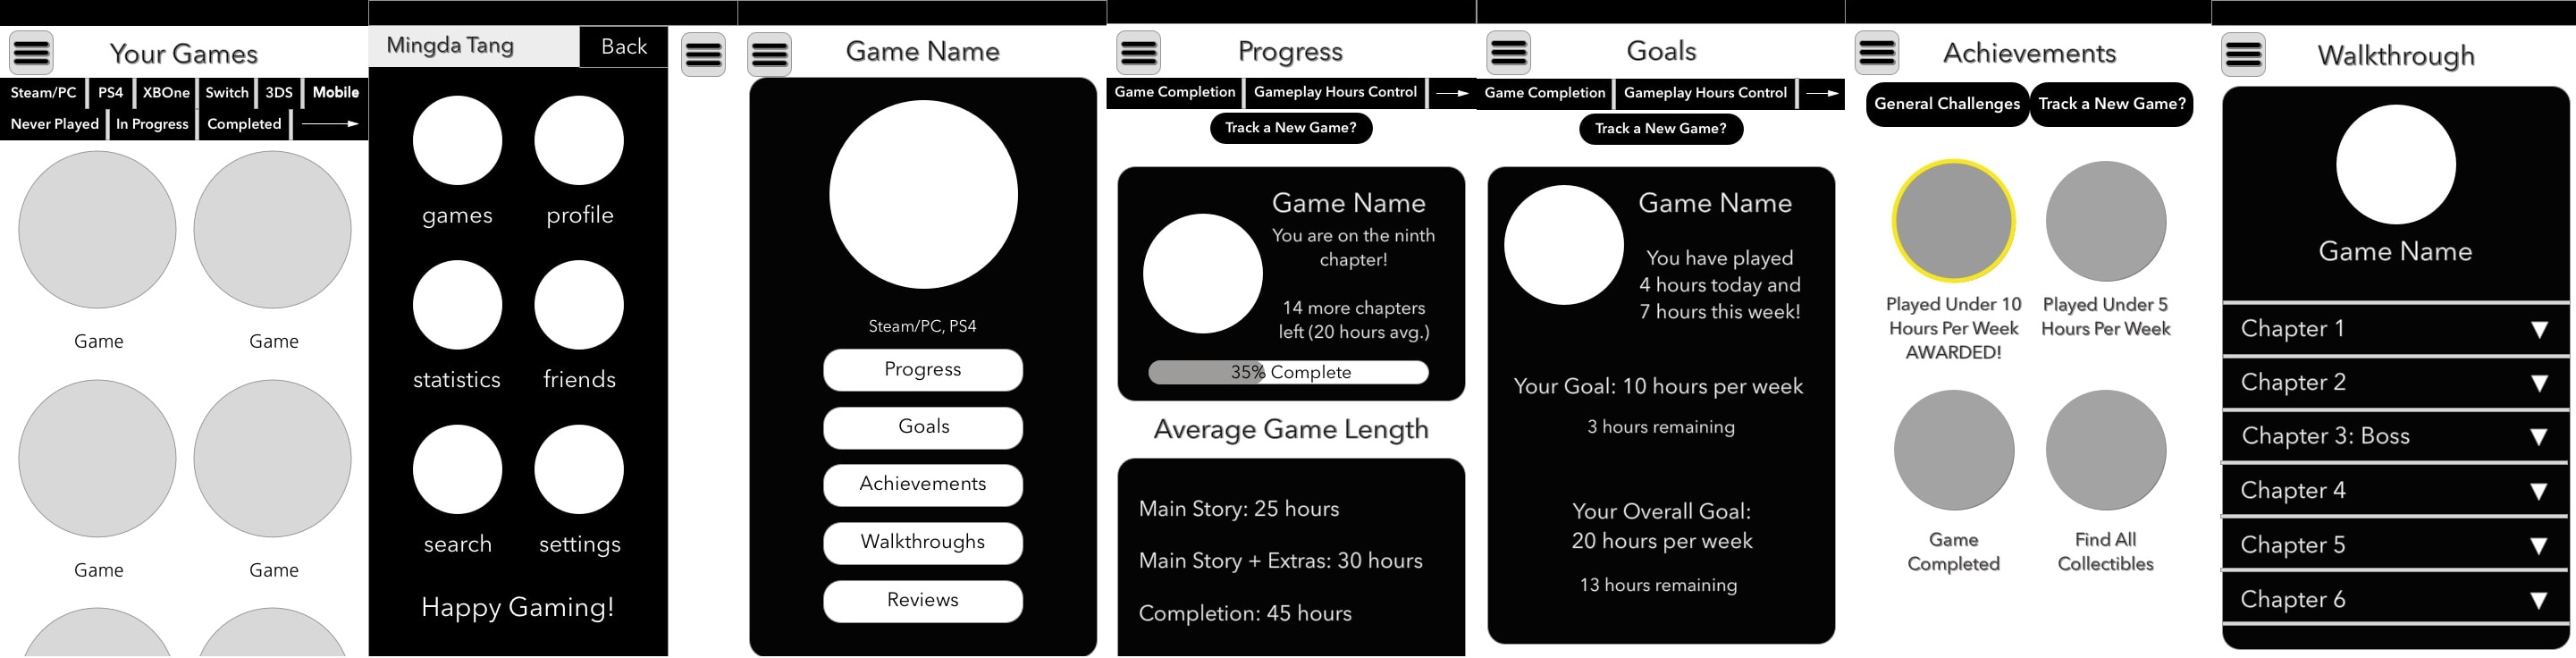 Your Games
Steam/PC PS4 XBOne Switch 3DS Mobile
Never Played In Progress Completed
Game Game
Game Game
Mingda Tang Back
games profile
statistics friends
search settings
Happy Gaming!
Game Name
Steam/PC, PS4
Progress
Goals
Achievements
Walkthroughs
Reviews
Progress
Game Completion Gameplay Hours Control
Track a New Game?
Game Name
You are on the ninth
chapter!
14 more chapters
left (20 hours avg.)
35% Complete
Average Game Length
Main Story: 25 hours
Main Story + Extras: 30 hours
Completion: 45 hours
Goals
Game Completion Gameplay Hours Control
Track a New Game?
Game Name
You have played
4 hours today and
7 hours this week!
Your Goal: 10 hours per week
3 hours remaining
Your Overall Goal:
20 hours per week
13 hours remaining
Achievements
General Challenges Track a New Game?
Played Under 10
Hours Per Week
AWARDED!
Played Under 5
Hours Per Week
Game
Completed
Find All
Collectibles
Walkthrough
Game Name
Chapter 1
Chapter 2
Chapter 3: Boss
Chapter 4
Chapter 5
Chapter 6